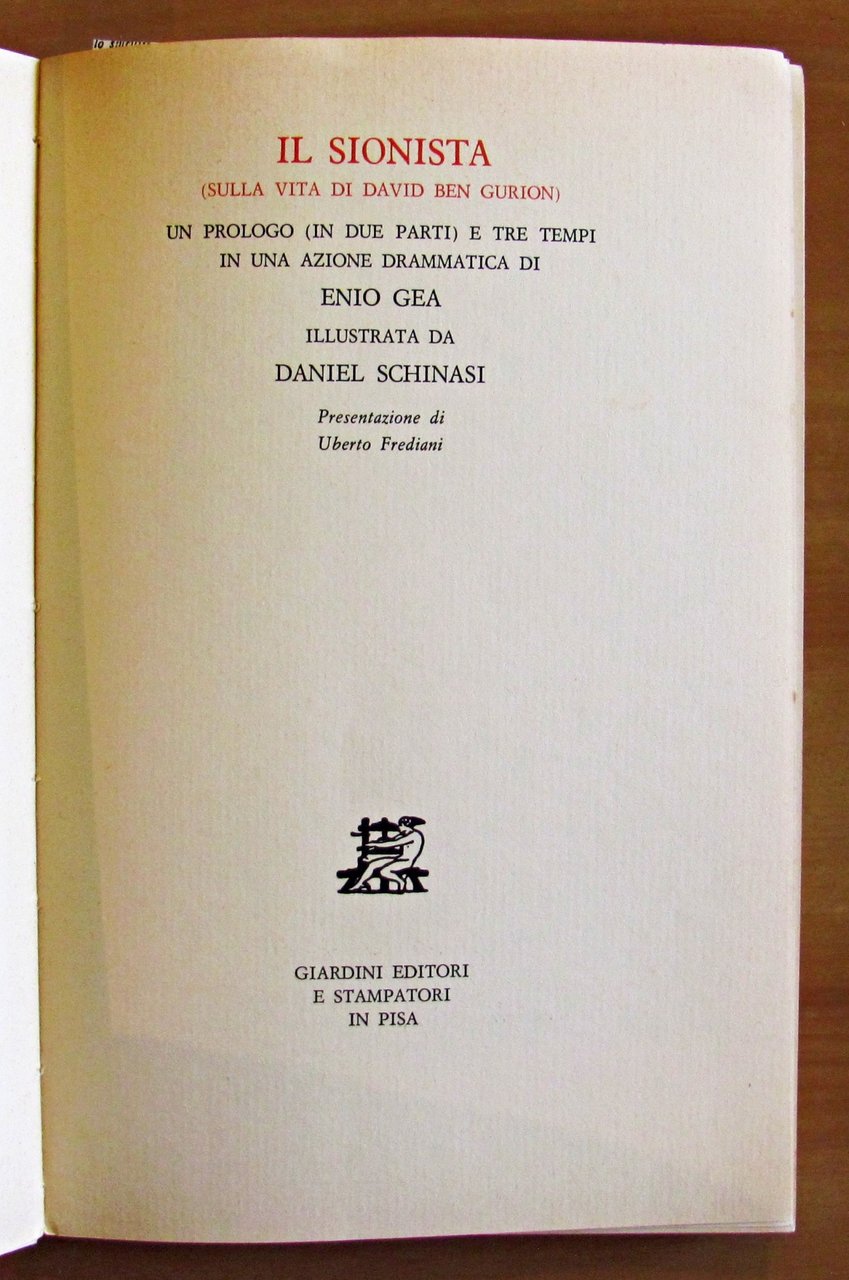 IL SIONISTA
(SULLA VITA DI DAVID BEN GURION)
UN PROLOGO (IN DUE PARTI) E TRE TEMPI
IN UNA AZIONE DRAMMATICA DI
ENIO GEA
ILLUSTRATA DA
DANIEL SCHINASI
Presentazione di
Uberto Frediani
GIARDINI EDITORI
E STAMPATORI
IN PISA